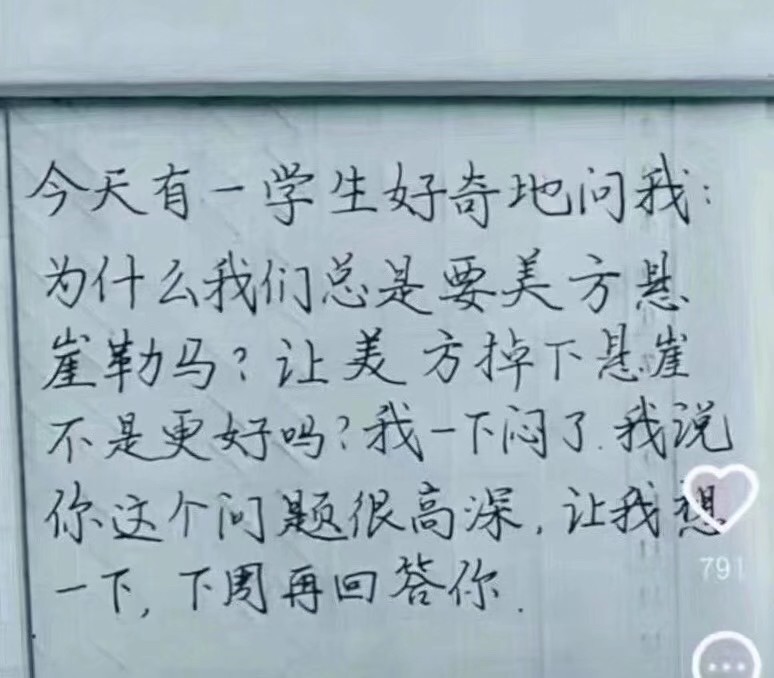 今天有一学生好奇地问我：
为什么我们总是要美方悬
崖勒马？让美方掉下悬崖
不是更好吗？我一下闷了.我说
你这个问题很高深，让我想
一下，下周再回答你.
791